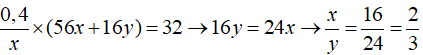 0,4/x × (56x + 16y) = 32 → 16y = 24x → x/y = 16/24 = 2/3